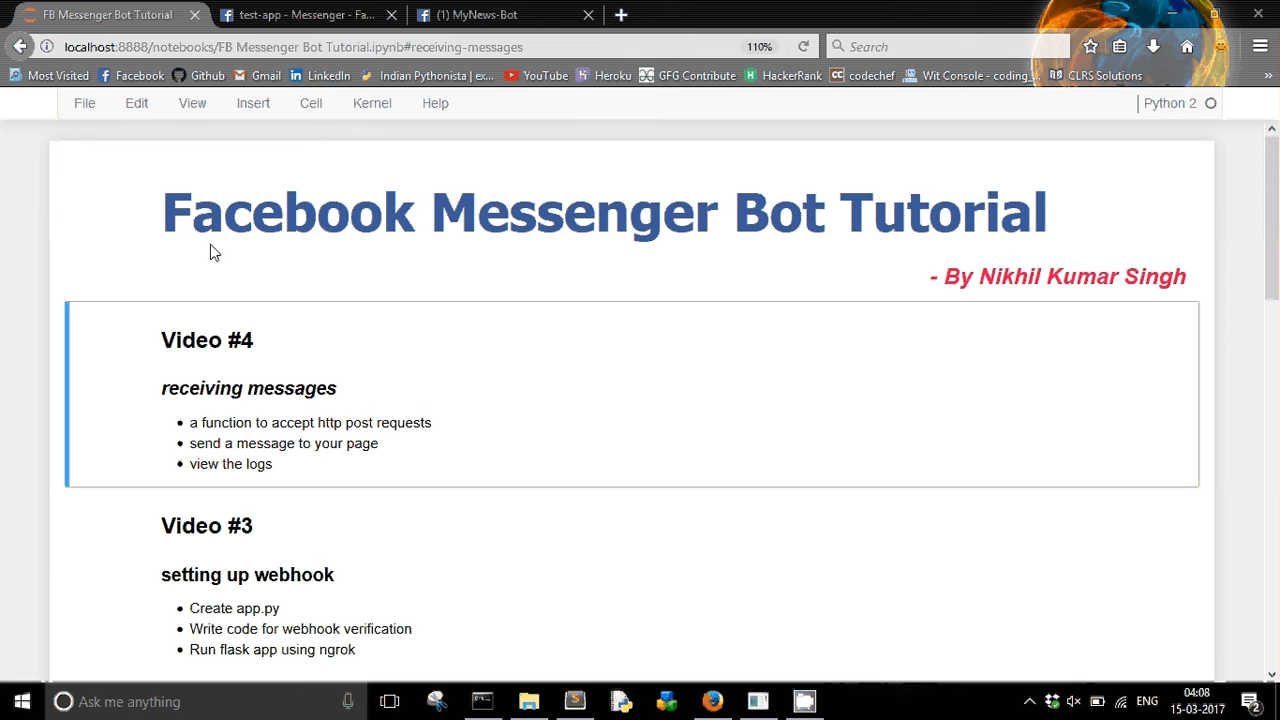 FB Messenger Bot Tutorial
test-app - Messenger - Fa...
(1) MyNews-Bot
localhost:8888/notebooks/FB Messenger Bot Tutorial.ipynb#receiving-messages
110%
Search
Most Visited
Facebook
Github
Gmail
LinkedIn
Indian Pythonista | ex...
YouTube
Heroku
GFG Contribute
HackerRank
codechef
Wit Console - coding_
CLRS Solutions
File Edit View Insert Cell Kernel Help
Python 2
Facebook Messenger Bot Tutorial
- By Nikhil Kumar Singh
Video #4
receiving messages
a function to accept http post requests
send a message to your page
view the logs
Video #3
setting up webhook
Create app.py
Write code for webhook verification
Run flask app using ngrok
Ask me anything
ENG
04:08
15-03-2017
2